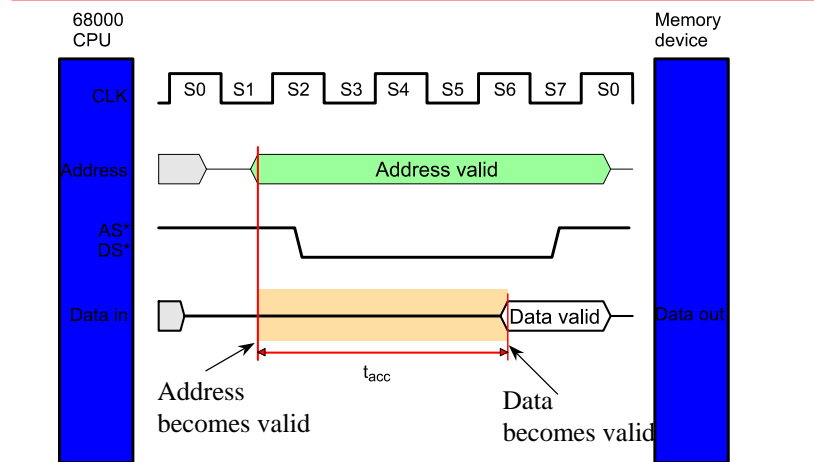 68000
CPU
Memory
device
CLK
S0 S1 S2 S3 S4 S5 S6 S7 S0
Address
Address valid
AS*
DS*
Data in
Data valid
Data out
tacc
Address
becomes valid
Data
becomes valid